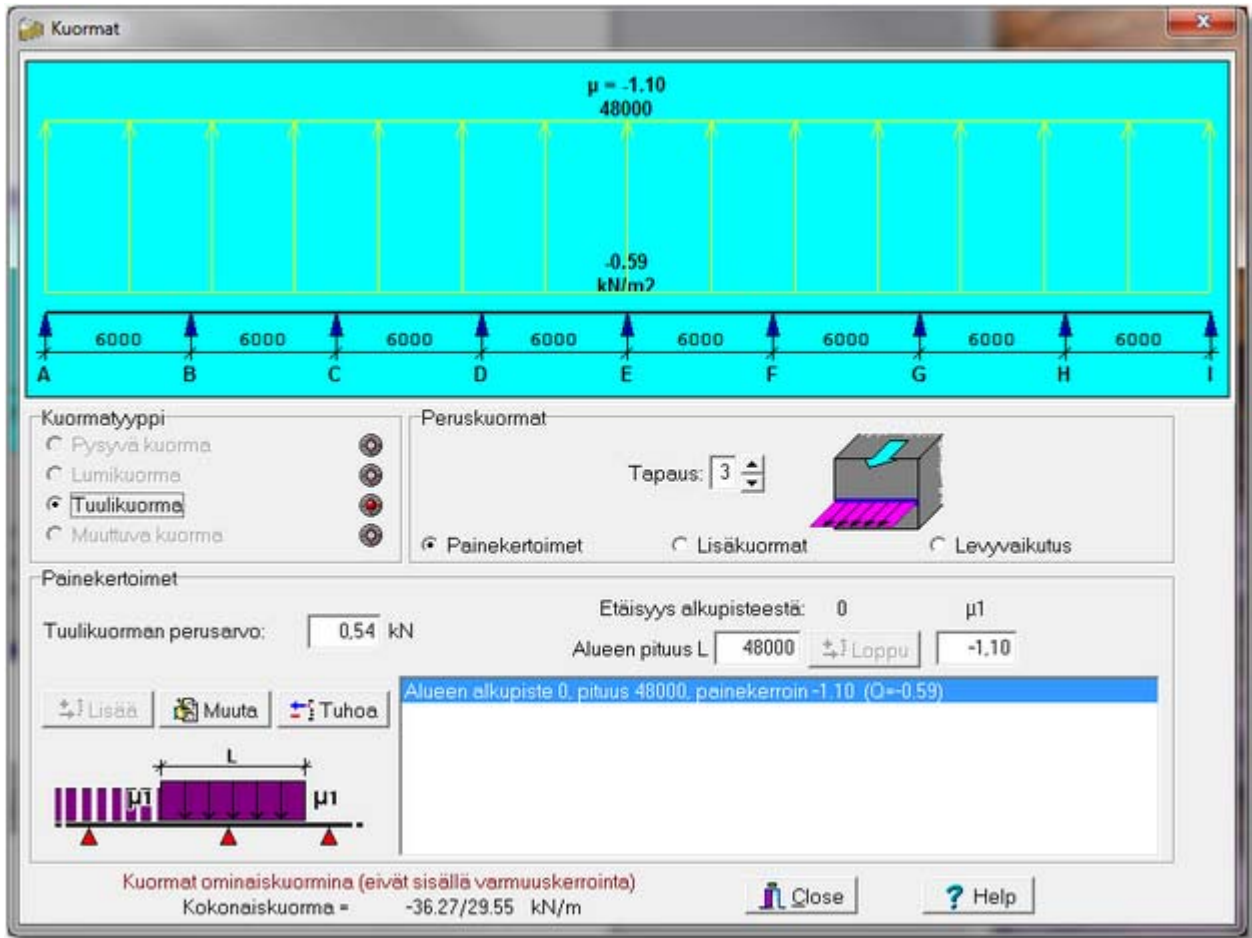 Kuormat
μ = -1.10
48000
-0.59
kN/m2
6000 6000 6000 6000 6000 6000 6000 6000
A B C D E F G H I
Kuormatyyppi
Pysyvä kuorma
Lumikuorma
Tuulikuorma
Muuttuva kuorma
Peruskuormat
Tapaus: 3
Painekertoimet Lisäkuormat Levyvaikutus
Painekertoimet
Tuulikuorman perusarvo: 0,54 kN
Etäisyys alkupisteestä: 0 μ1
Alueen pituus L 48000 Loppu -1,10
Lisää Muuta Tuhoa
Alueen alkupiste 0, pituus 48000, painekerroin -1.10 (Q=-0.59)
L
μ1 μ1
Kuormat ominaiskuormina (eivät sisällä varmuuskerrointa)
Kokonaiskuorma = -36.27/29.55 kN/m
Close
? Help